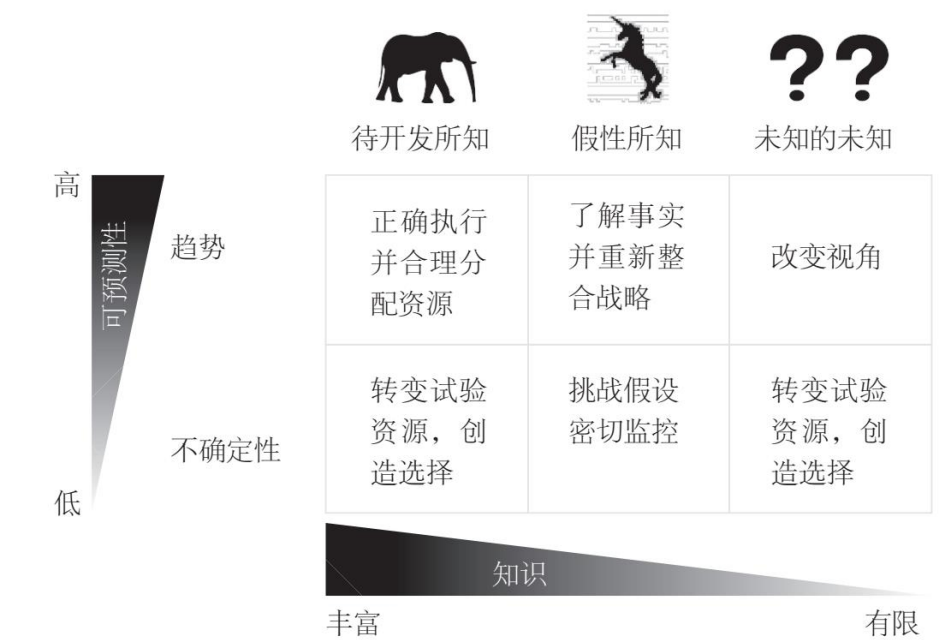 ??
待开发所知
假性所知
未知的未知
高
可预测性
趋势
正确执行
并合理分
配资源
了解事实
并重新整
合战略
改变视角
不确定性
转变试验
资源，创
造选择
挑战假设
密切监控
转变试验
资源，创
造选择
低
知识
丰富
有限